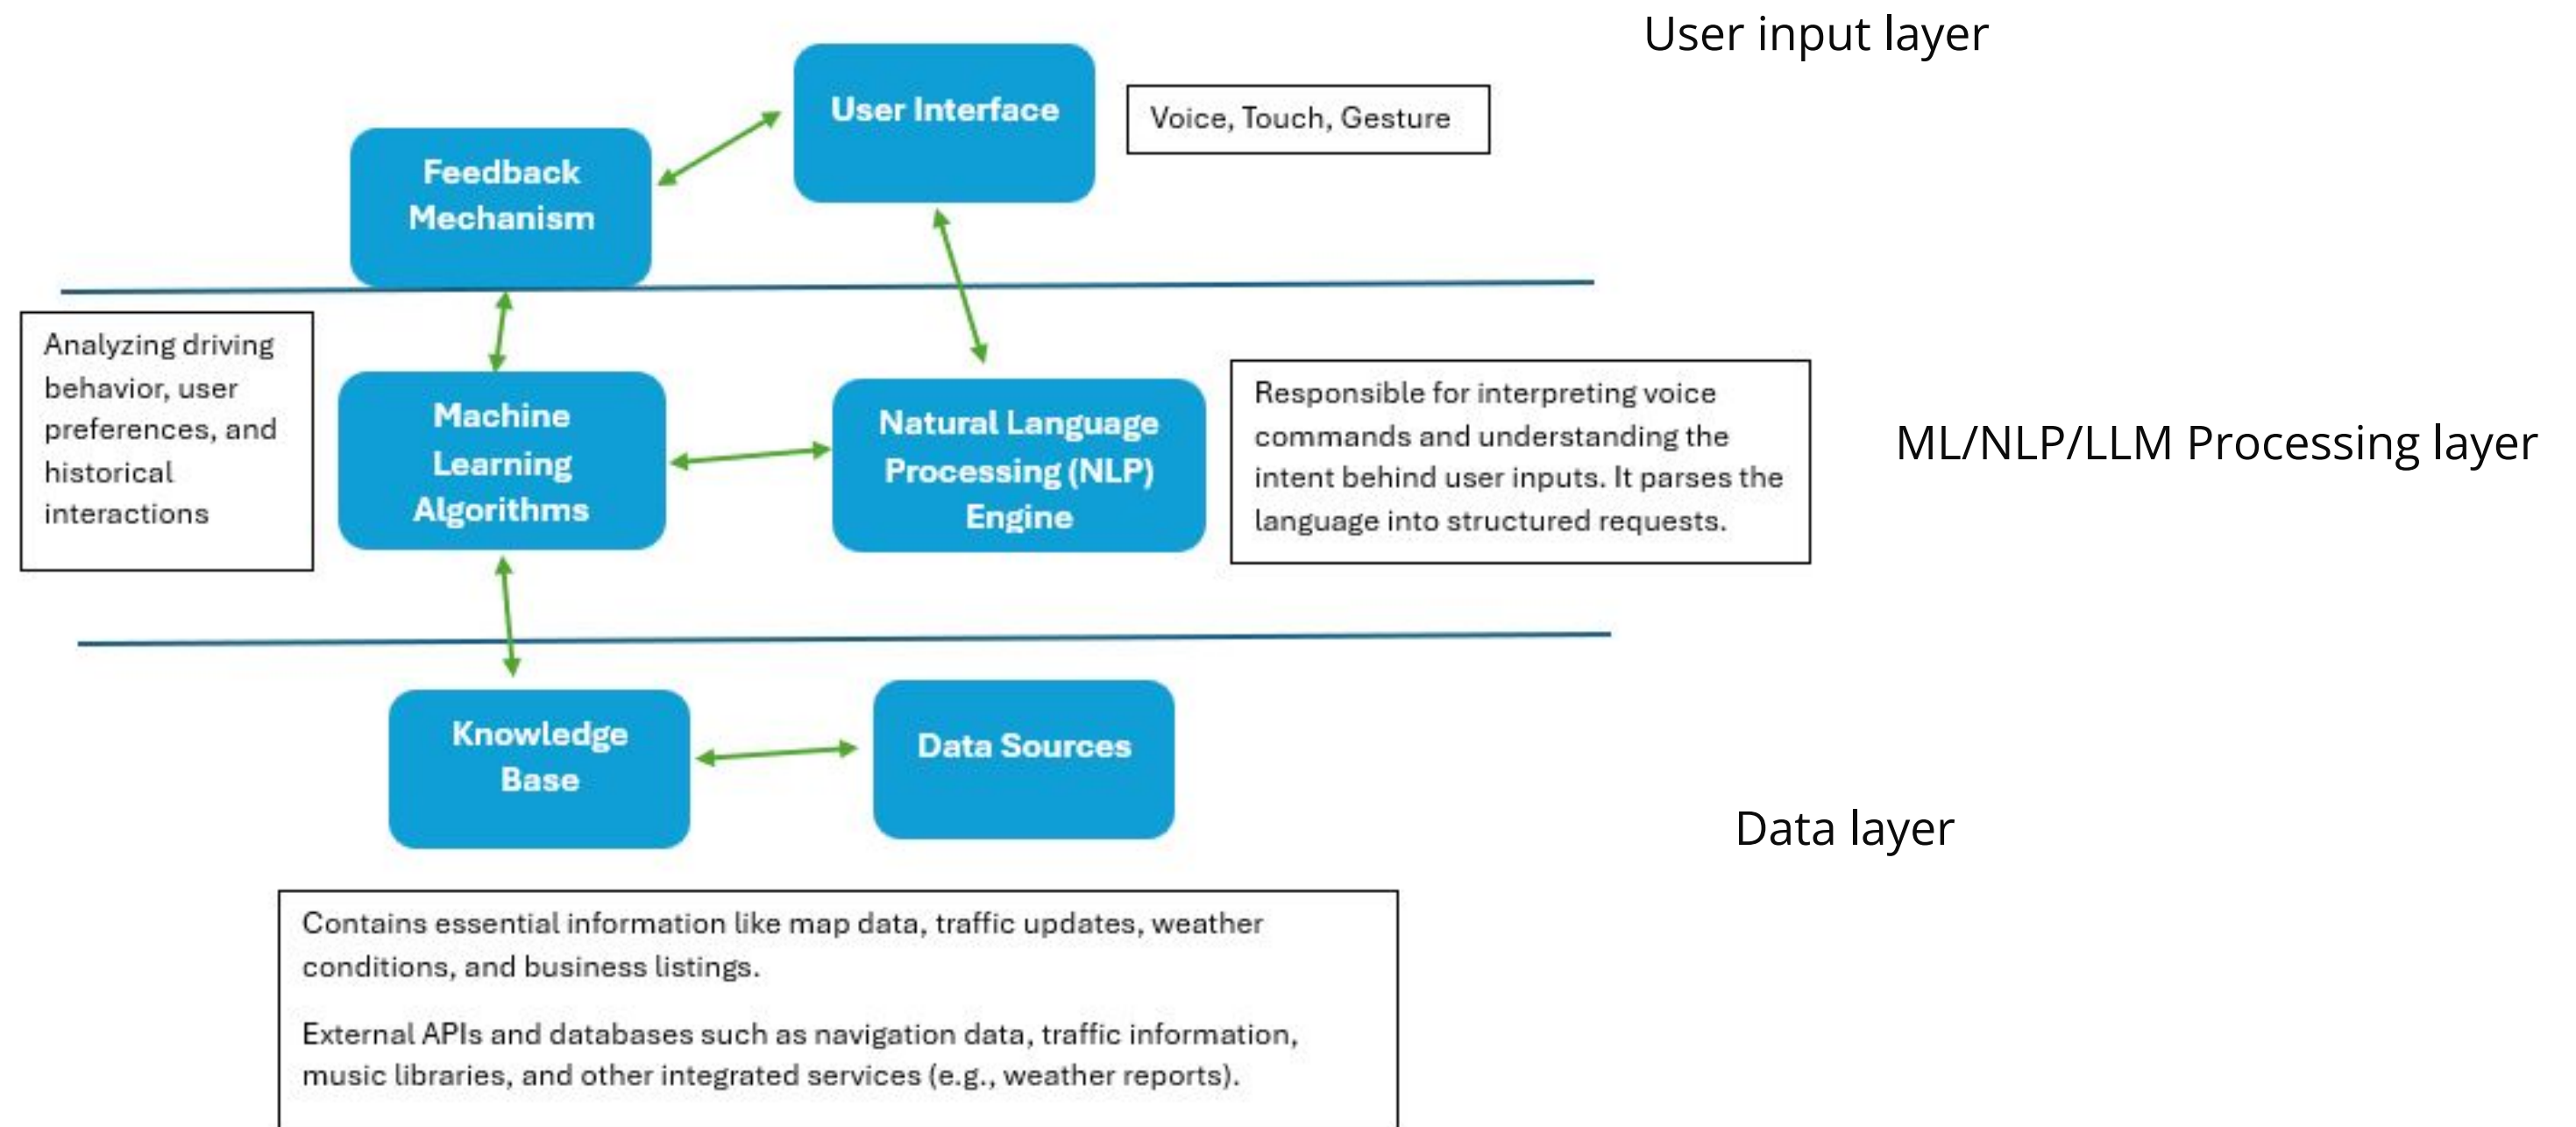 User input layer
User Interface
Voice, Touch, Gesture
Feedback
Mechanism
Analyzing driving
behavior, user
preferences, and
historical
interactions
Machine
Learning
Algorithms
Natural Language
Processing (NLP)
Engine
Responsible for interpreting voice
commands and understanding the
intent behind user inputs. It parses the
language into structured requests.
ML/NLP/LLM Processing layer
Knowledge
Base
Data Sources
Data layer
Contains essential information like map data, traffic updates, weather
conditions, and business listings.
External APIs and databases such as navigation data, traffic information,
music libraries, and other integrated services (e.g., weather reports).